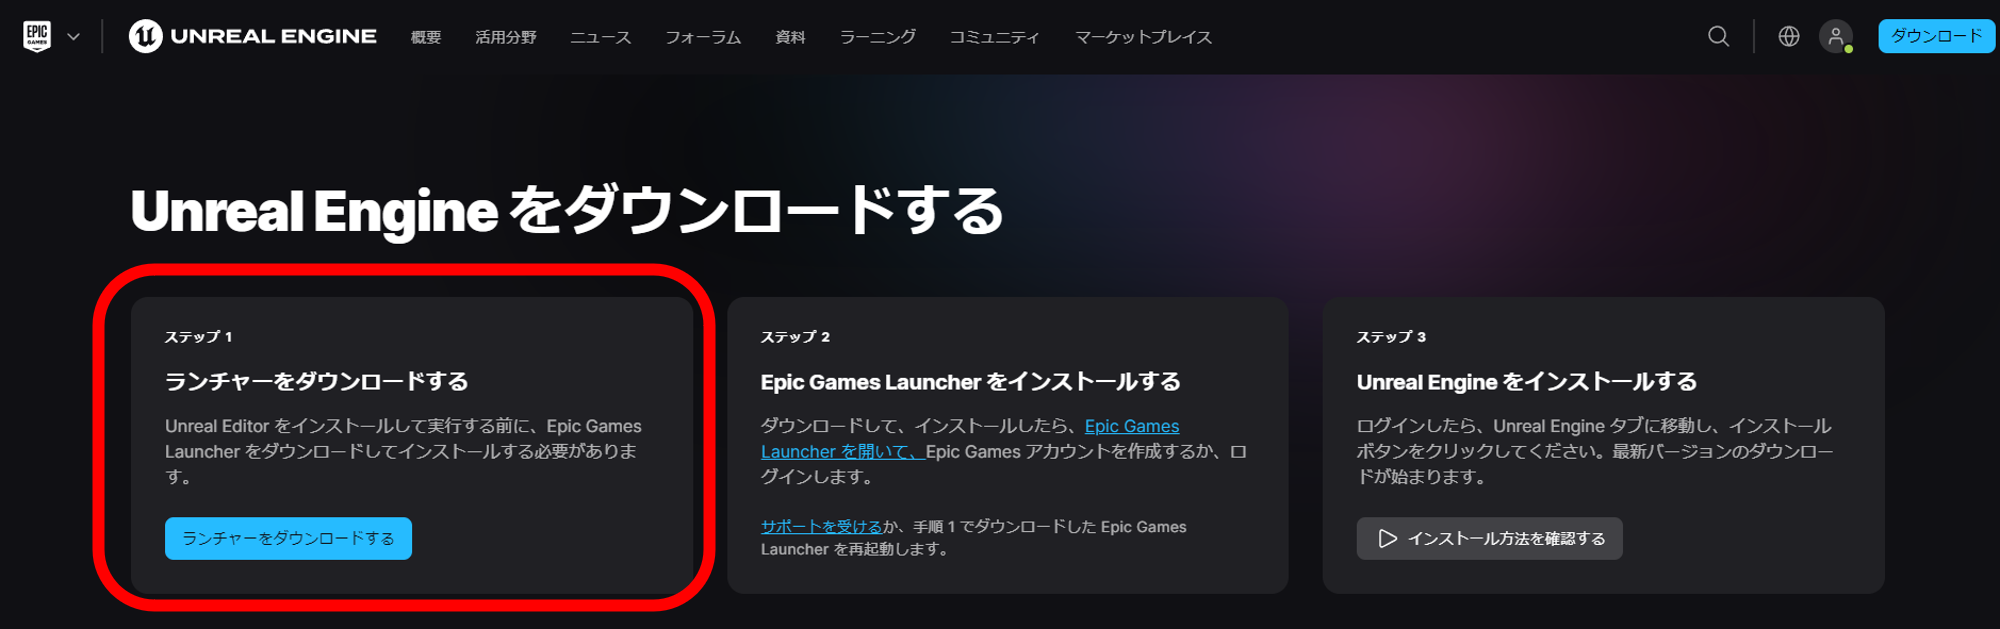 EPIC GAMES
UNREAL ENGINE 概要 活用分野 ニュース フォーラム 資料 ラーニング コミュニティ マーケットプレイス ダウンロード
Unreal Engine をダウンロードする
ステップ 1
ランチャーをダウンロードする
Unreal Editor をインストールして実行する前に、Epic Games
Launcher をダウンロードしてインストールする必要がありま
す。
ランチャーをダウンロードする
ステップ 2
Epic Games Launcher をインストールする
ダウンロードして、インストールしたら、Epic Games
Launcher を開いて、Epic Games アカウントを作成するか、ロ
グインします。
サポートを受けるか、手順 1 でダウンロードした Epic Games
Launcher を再起動します。
ステップ 3
Unreal Engine をインストールする
ログインしたら、Unreal Engine タブに移動し、インストール
ボタンをクリックしてください。最新バージョンのダウンロー
ドが始まります。
インストール方法を確認する